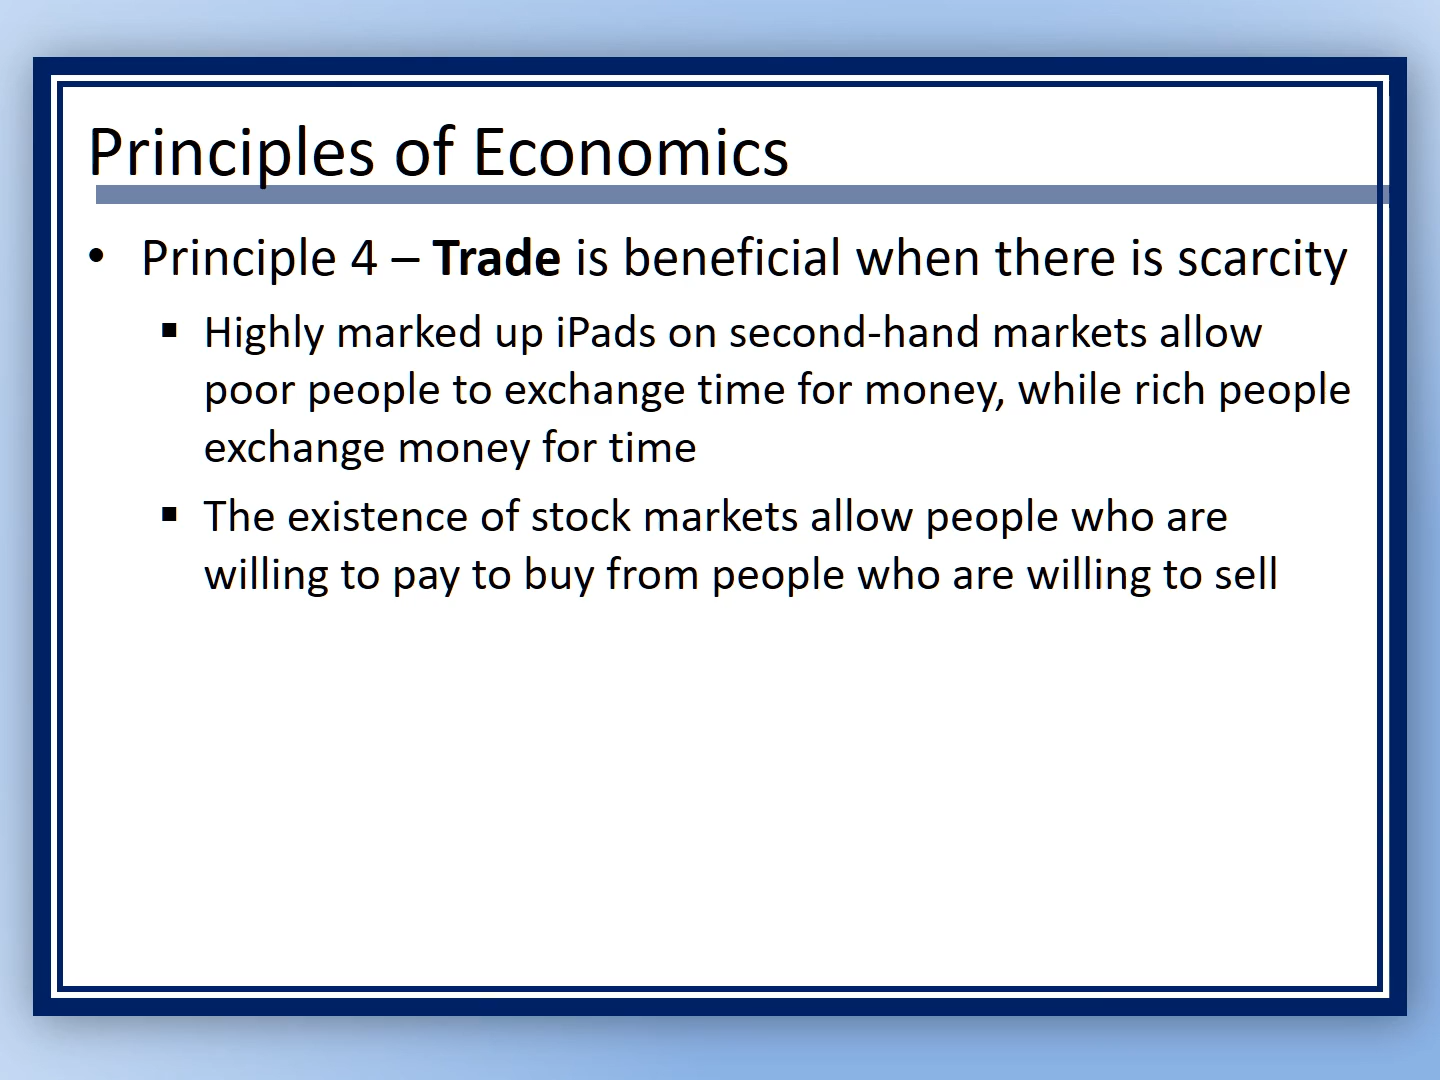 Principles of Economics
• Principle 4 – Trade is beneficial when there is scarcity
▪ Highly marked up iPads on second-hand markets allow
poor people to exchange time for money, while rich people
exchange money for time
▪ The existence of stock markets allow people who are
willing to pay to buy from people who are willing to sell